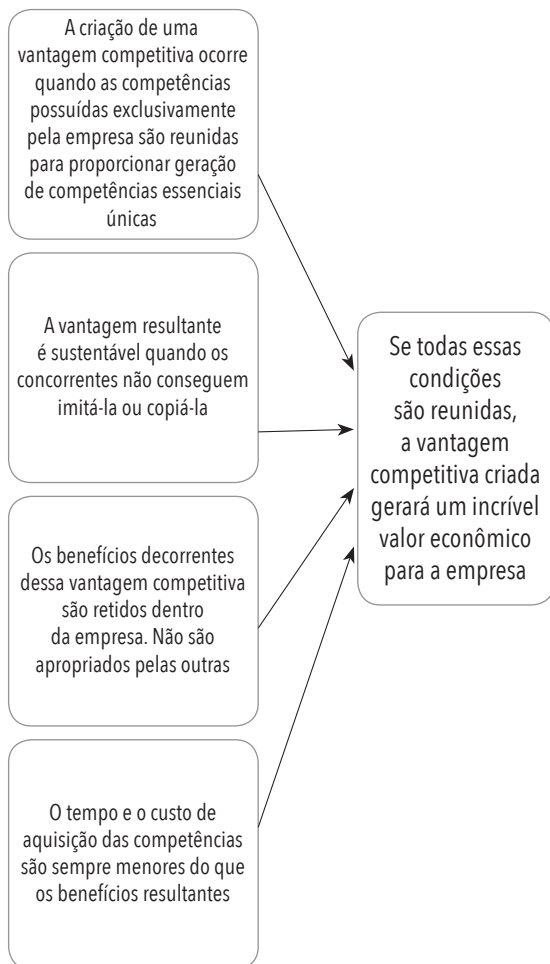 A criação de uma
vantagem competitiva ocorre
quando as competências
possuídas exclusivamente
pela empresa são reunidas
para proporcionar geração
de competências essenciais
únicas
A vantagem resultante
é sustentável quando os
concorrentes não conseguem
imitá-la ou copiá-la
Os benefícios decorrentes
dessa vantagem competitiva
são retidos dentro
da empresa. Não são
apropriados pelas outras
O tempo e o custo de
aquisição das competências
são sempre menores do que
os benefícios resultantes
Se todas essas
condições
são reunidas,
a vantagem
competitiva criada
gerará um incrível
valor econômico
para a empresa